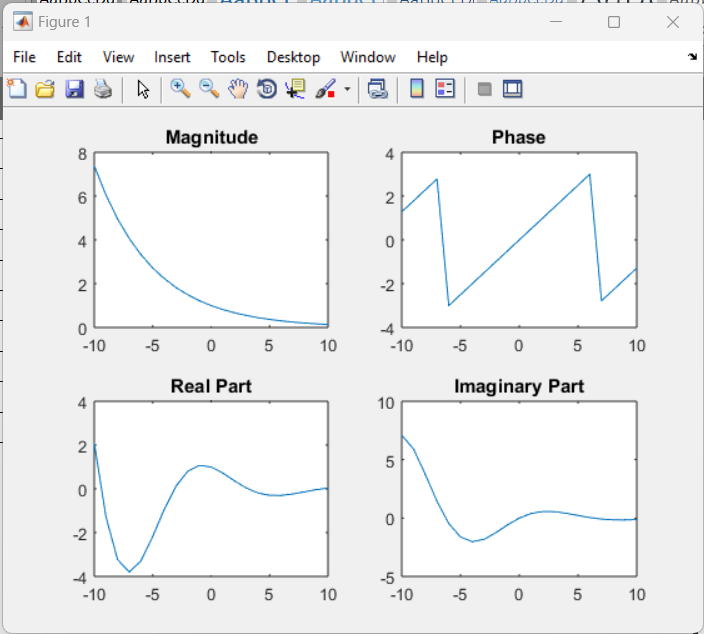 Figure 1
File Edit View Insert Tools Desktop Window Help
Magnitude
8
6
4
2
0
-10 -5 0 5 10
Phase
4
2
0
-2
-4
-10 -5 0 5 10
Real Part
4
2
0
-2
-4
-10 -5 0 5 10
Imaginary Part
10
5
0
-5
-10 -5 0 5 10